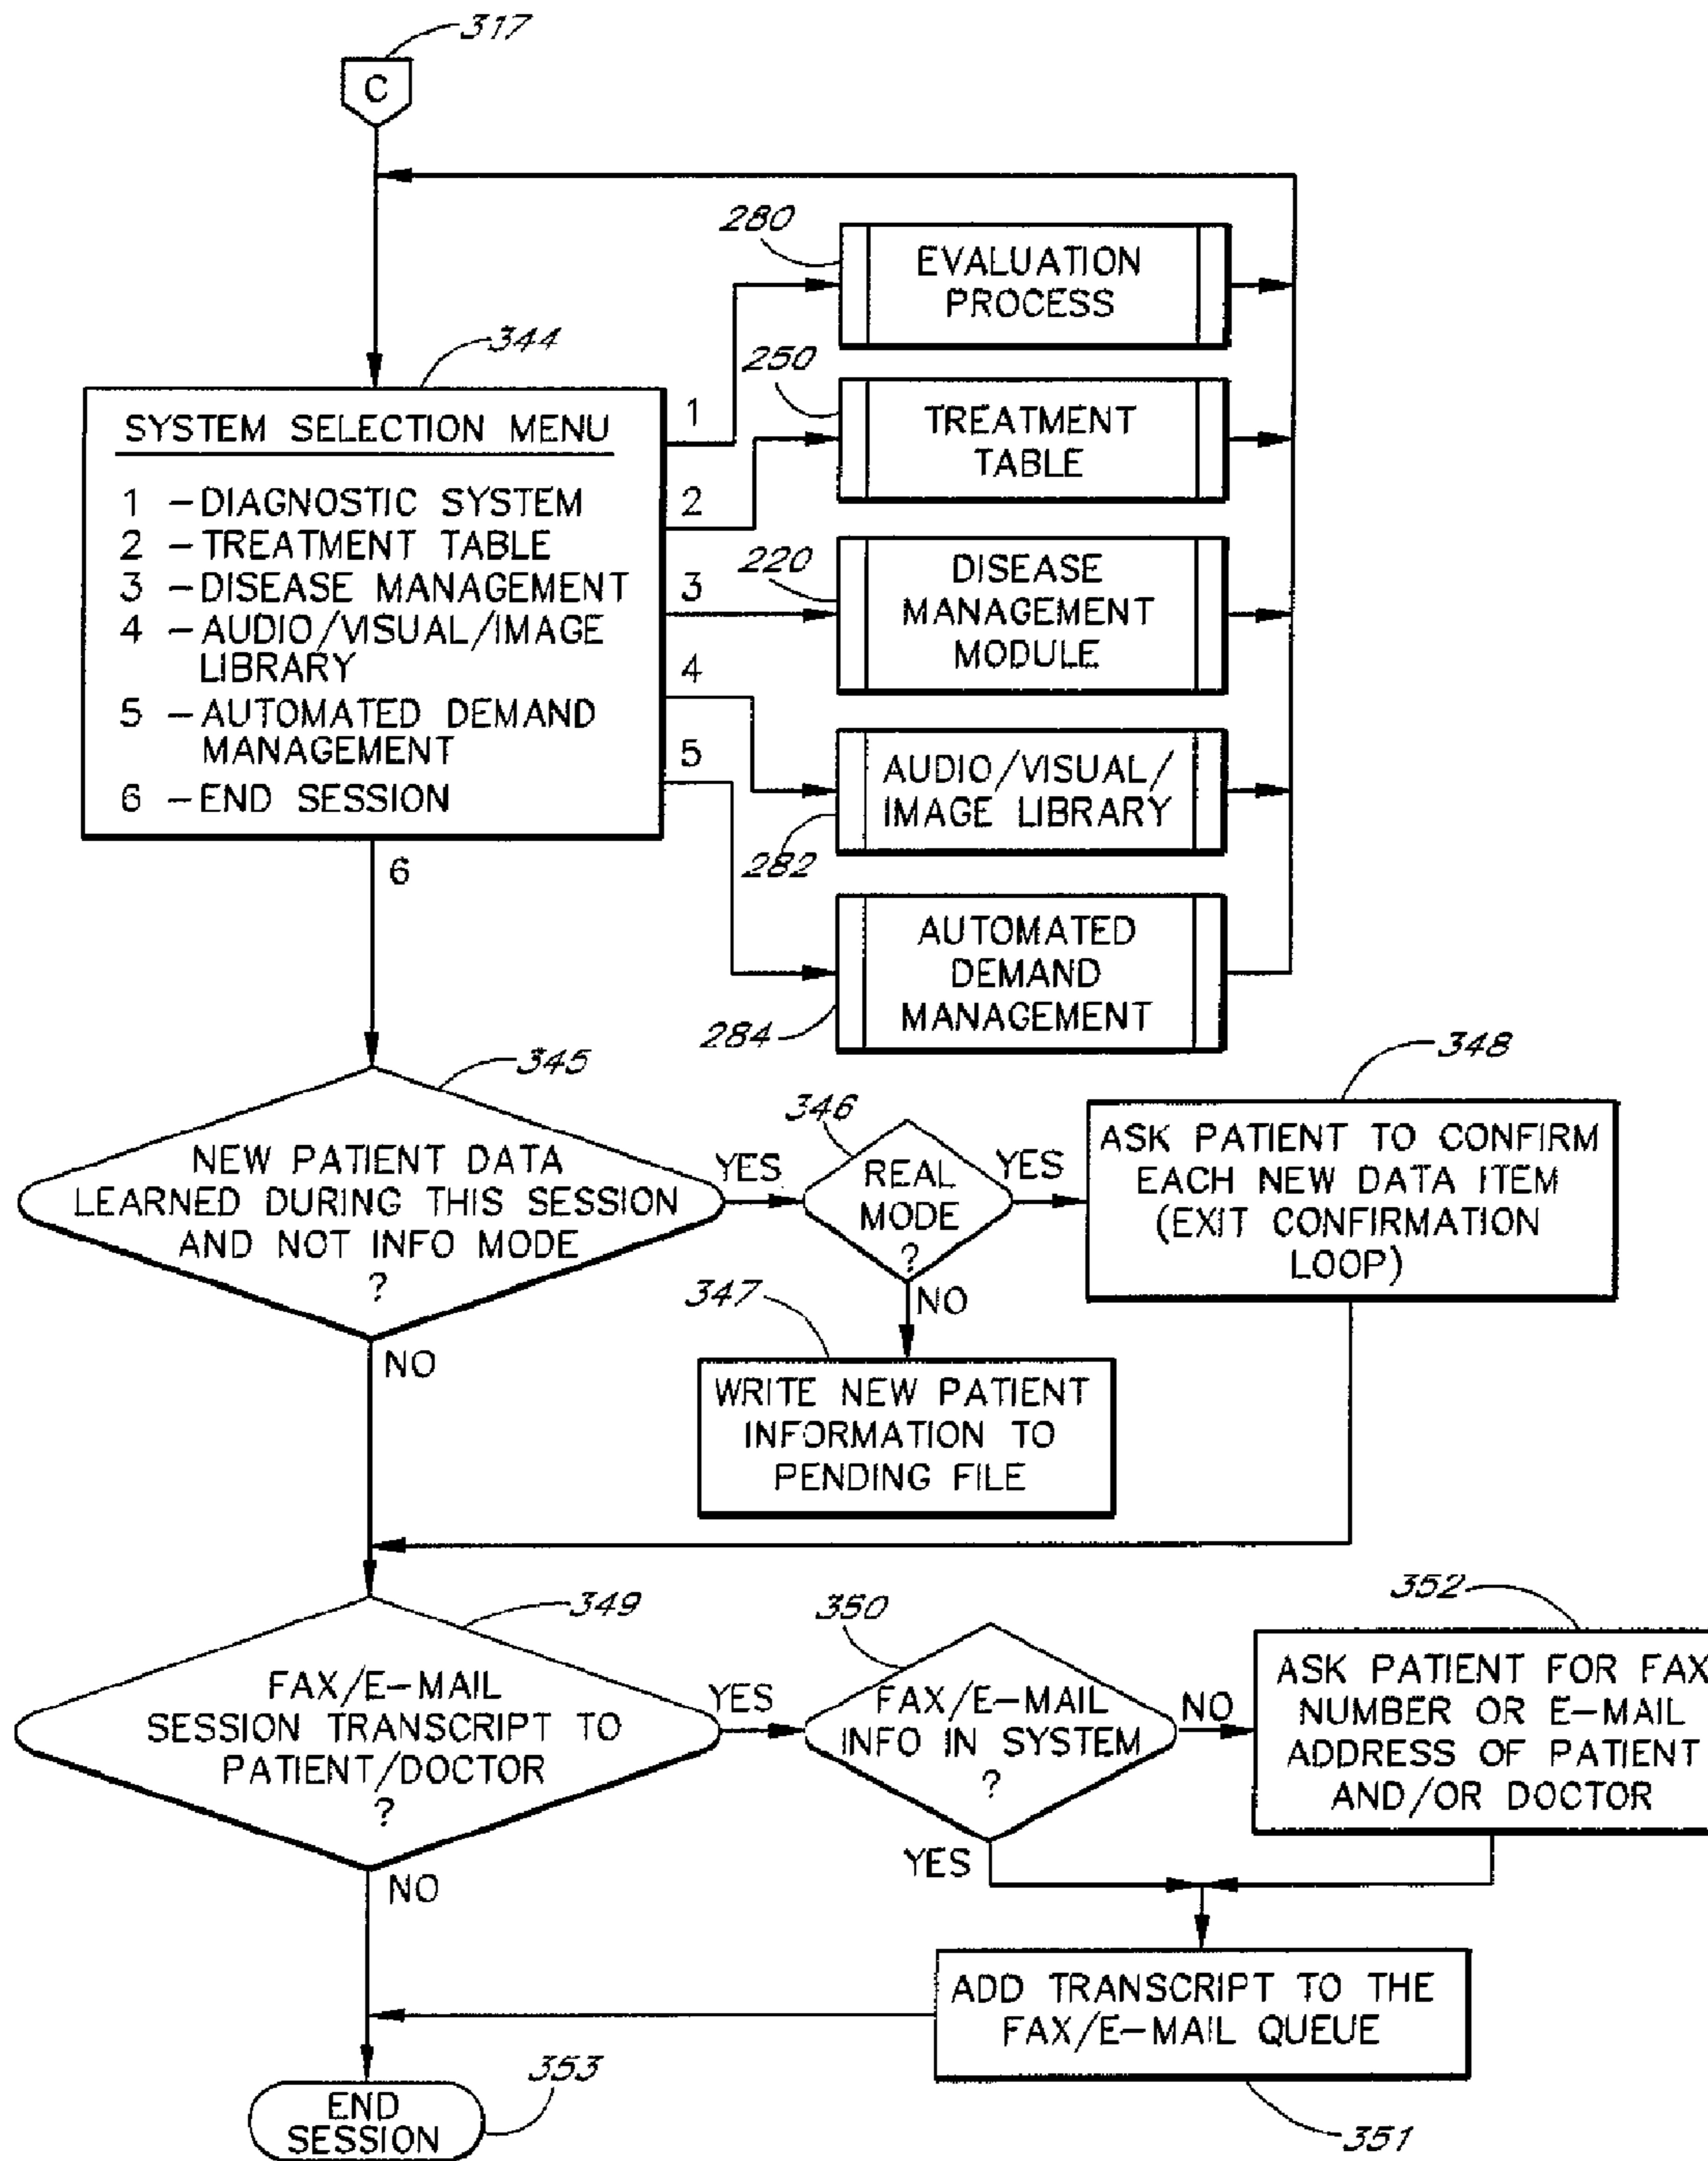 317
C
280
EVALUATION
PROCESS
344
250
SYSTEM SELECTION MENU
1 – DIAGNOSTIC SYSTEM
2 – TREATMENT TABLE
3 – DISEASE MANAGEMENT
4 – AUDIO/VISUAL/IMAGE
LIBRARY
5 – AUTOMATED DEMAND
MANAGEMENT
6 – END SESSION
1
2
3
4
5
6
TREATMENT
TABLE
220
DISEASE
MANAGEMENT
MODULE
AUDIO/VISUAL/
IMAGE LIBRARY
282
AUTOMATED
DEMAND
MANAGEMENT
284
345
NEW PATIENT DATA
LEARNED DURING THIS SESSION
AND NOT INFO MODE
?
YES
NO
346
REAL
MODE
?
YES
NO
348
ASK PATIENT TO CONFIRM
EACH NEW DATA ITEM
(EXIT CONFIRMATION
LOOP)
347
WRITE NEW PATIENT
INFORMATION TO
PENDING FILE
349
FAX/E-MAIL
SESSION TRANSCRIPT TO
PATIENT/DOCTOR
?
YES
NO
350
FAX/E-MAIL
INFO IN SYSTEM
?
NO
YES
352
ASK PATIENT FOR FAX
NUMBER OR E-MAIL
ADDRESS OF PATIENT
AND/OR DOCTOR
ADD TRANSCRIPT TO THE
FAX/E-MAIL QUEUE
351
353
END
SESSION